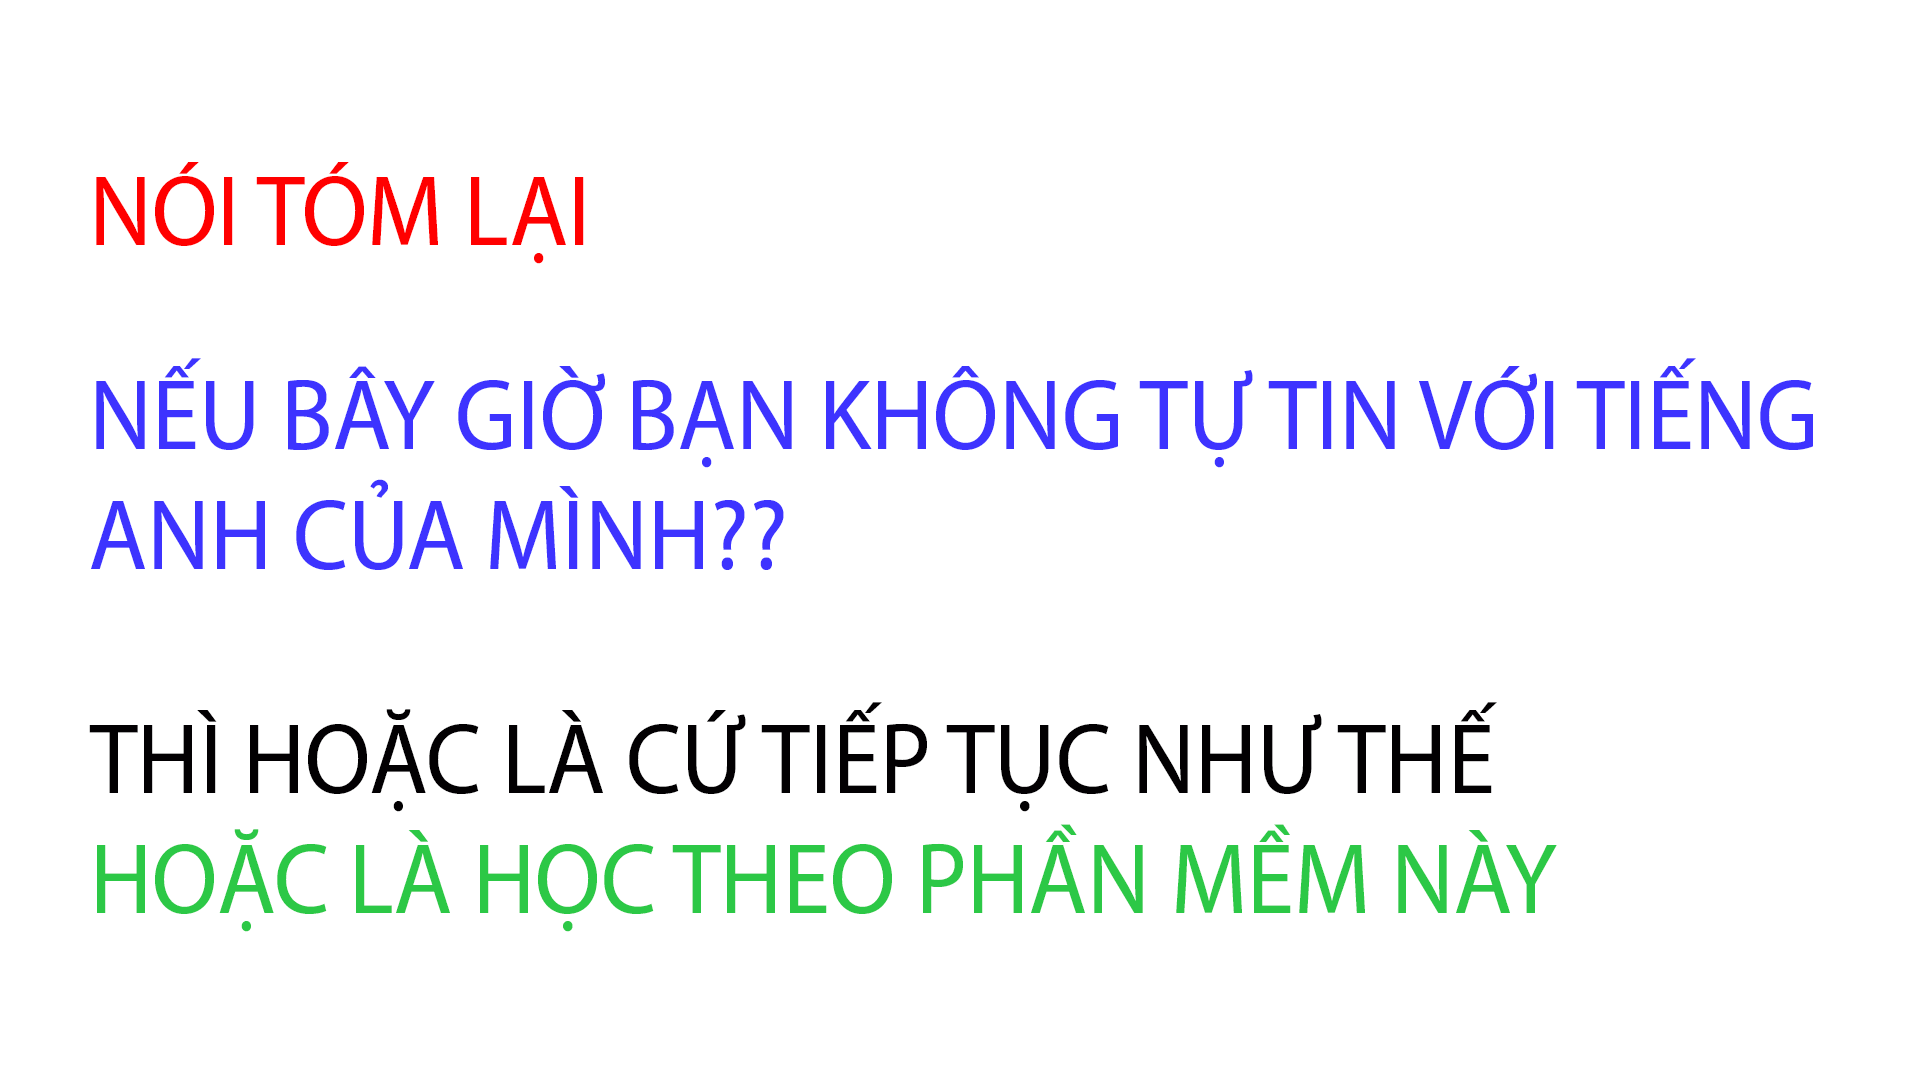 NÓI TÓM LẠI
NẾU BÂY GIỜ BẠN KHÔNG TỰ TIN VỚI TIẾNG
ANH CỦA MÌNH??
THÌ HOẶC LÀ CỨ TIẾP TỤC NHƯ THẾ
HOẶC LÀ HỌC THEO PHẦN MỀM NÀY